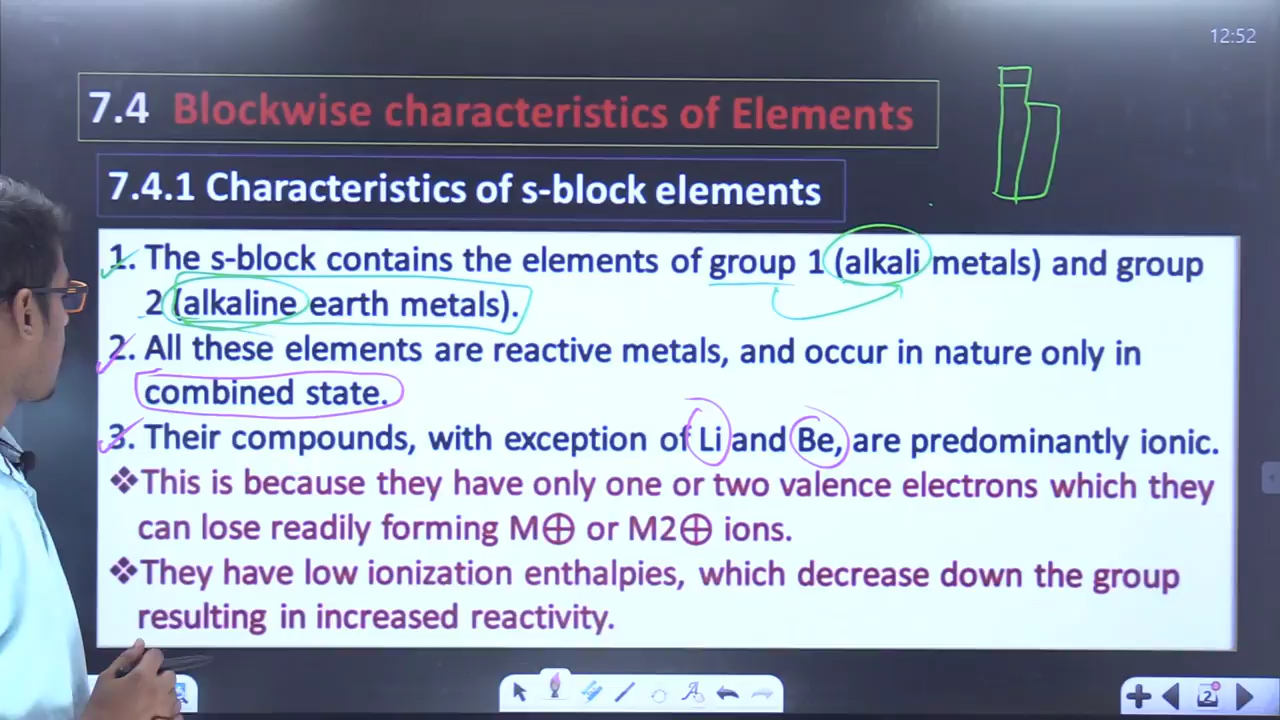 12:52
7.4 Blockwise characteristics of Elements
7.4.1 Characteristics of s-block elements
1. The s-block contains the elements of group 1 (alkali metals) and group
2 (alkaline earth metals).
2. All these elements are reactive metals, and occur in nature only in
combined state.
3. Their compounds, with exception of Li and Be, are predominantly ionic.
❖This is because they have only one or two valence electrons which they
can lose readily forming M⊕ or M2⊕ ions.
❖They have low ionization enthalpies, which decrease down the group
resulting in increased reactivity.
2